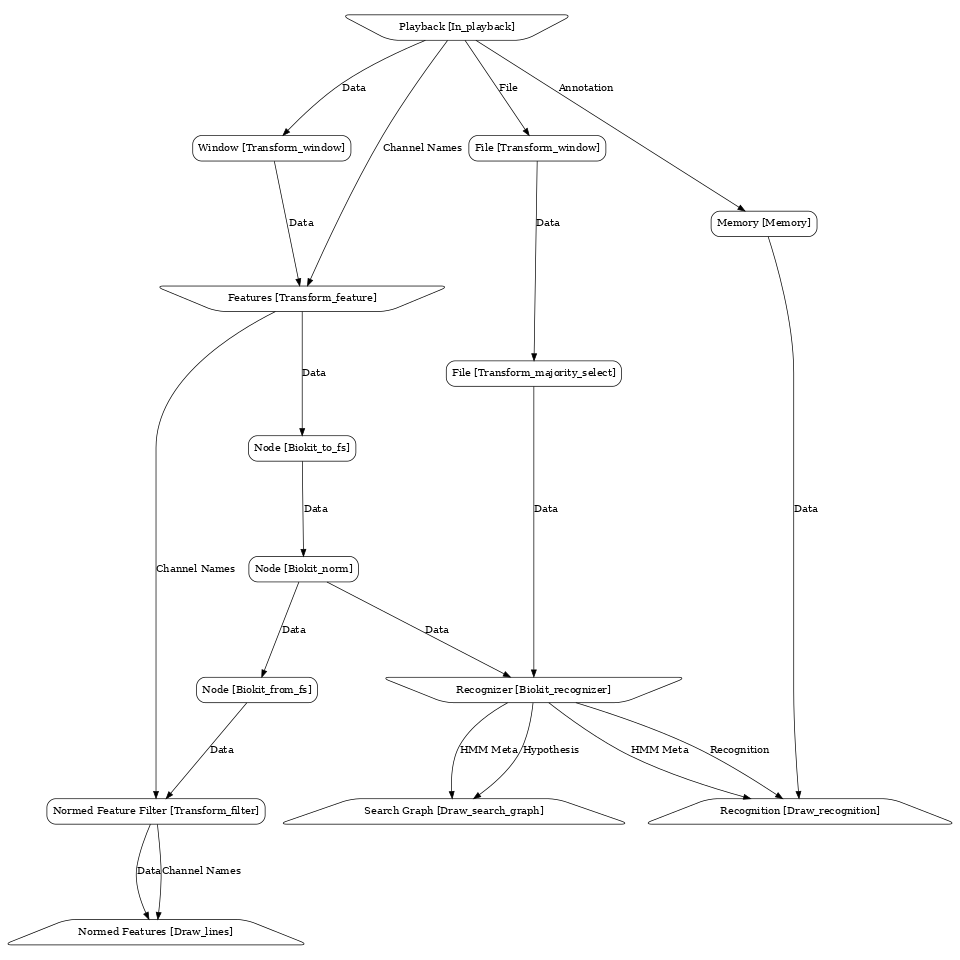 Playback [In_playback]
Data
File
Annotation
Window [Transform_window]
Channel Names
File [Transform_window]
Data
Data
Memory [Memory]
Features [Transform_feature]
Data
File [Transform_majority_select]
Node [Biokit_to_fs]
Data
Data
Data
Channel Names
Node [Biokit_norm]
Data
Data
Node [Biokit_from_fs]
Recognizer [Biokit_recognizer]
Data
HMM Meta
Hypothesis
HMM Meta
Recognition
Normed Feature Filter [Transform_filter]
Search Graph [Draw_search_graph]
Recognition [Draw_recognition]
Data
Channel Names
Normed Features [Draw_lines]